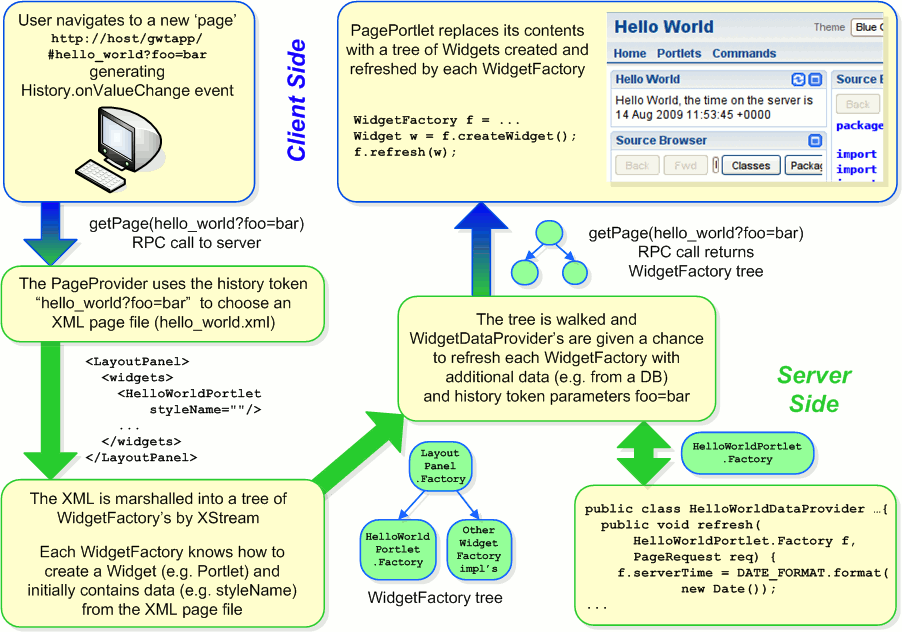 User navigates to a new ‘page’
http://host/gwtapp/
#hello_world?foo=bar
generating
History.onValueChange event
Client Side
PagePortlet replaces its contents
with a tree of Widgets created and
refreshed by each WidgetFactory
WidgetFactory f = ...
Widget w = f.createWidget();
f.refresh(w);
Hello World
Theme
Blue
Home Portlets Commands
Hello World
Hello World, the time on the server is
14 Aug 2009 11:53:45 +0000
Source Browser
Back Fwd Classes Packag
Source B
Back
package
import
import
getPage(hello_world?foo=bar)
RPC call to server
getPage(hello_world?foo=bar)
RPC call returns
WidgetFactory tree
The PageProvider uses the history token
“hello_world?foo=bar” to choose an
XML page file (hello_world.xml)
<LayoutPanel>
<widgets>
<HelloWorldPortlet
styleName=""/>
...
</widgets>
</LayoutPanel>
The tree is walked and
WidgetDataProvider’s are given a chance
to refresh each WidgetFactory with
additional data (e.g. from a DB)
and history token parameters foo=bar
Server
Side
HelloWorldPortlet
.Factory
The XML is marshalled into a tree of
WidgetFactory’s by XStream
Each WidgetFactory knows how to
create a Widget (e.g. Portlet) and
initially contains data (e.g. styleName)
from the XML page file
Layout
Panel
.Factory
HelloWorld
Portlet
.Factory
Other
Widget
Factory
impl’s
WidgetFactory tree
public class HelloWorldDataProvider …{
public void refresh(
HelloWorldPortlet.Factory f,
PageRequest req) {
f.serverTime = DATE_FORMAT.format(
new Date());
...